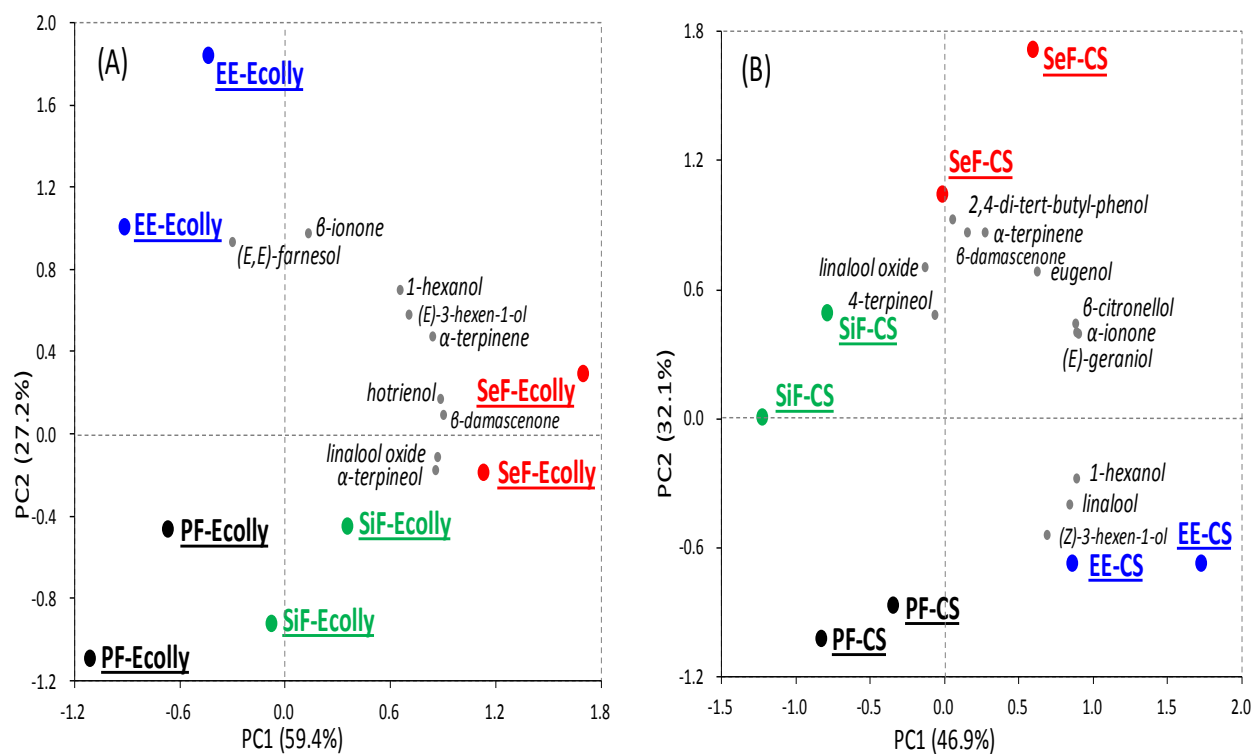 (A)
2.0
1.6
1.2
0.8
0.4
0.0
-0.4
-0.8
-1.2
PC2 (27.2%)
EE-Ecolly
EE-Ecolly
β-ionone
(E,E)-farnesol
1-hexanol
(E)-3-hexen-1-ol
α-terpinene
hotrienol
SeF-Ecolly
β-damascenone
linalool oxide
α-terpineol
SeF-Ecolly
PF-Ecolly
SiF-Ecolly
SiF-Ecolly
PF-Ecolly
-1.2 -0.6 0.0 0.6 1.2 1.8
PC1 (59.4%)
(B)
1.8
1.2
0.6
0.0
-0.6
-1.2
PC2 (32.1%)
SeF-CS
SeF-CS
2,4-di-tert-butyl-phenol
α-terpinene
β-damascenone
linalool oxide
eugenol
4-terpineol
β-citronellol
SiF-CS
α-ionone
(E)-geraniol
SiF-CS
1-hexanol
linalool
(Z)-3-hexen-1-ol
EE-CS
EE-CS
PF-CS
PF-CS
-1.5 -1.0 -0.5 0.0 0.5 1.0 1.5 2.0
PC1 (46.9%)